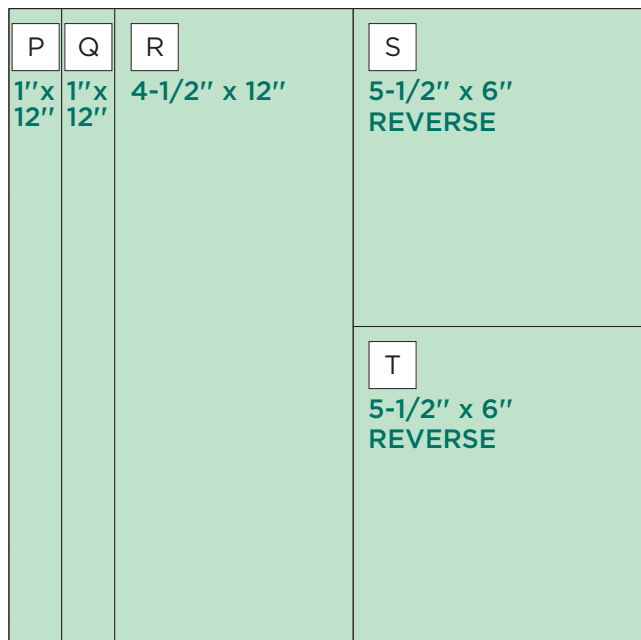 P
1"x
12"
Q
1"x
12"
R
4-1/2" x 12"
S
5-1/2" x 6"
REVERSE
T
5-1/2" x 6"
REVERSE